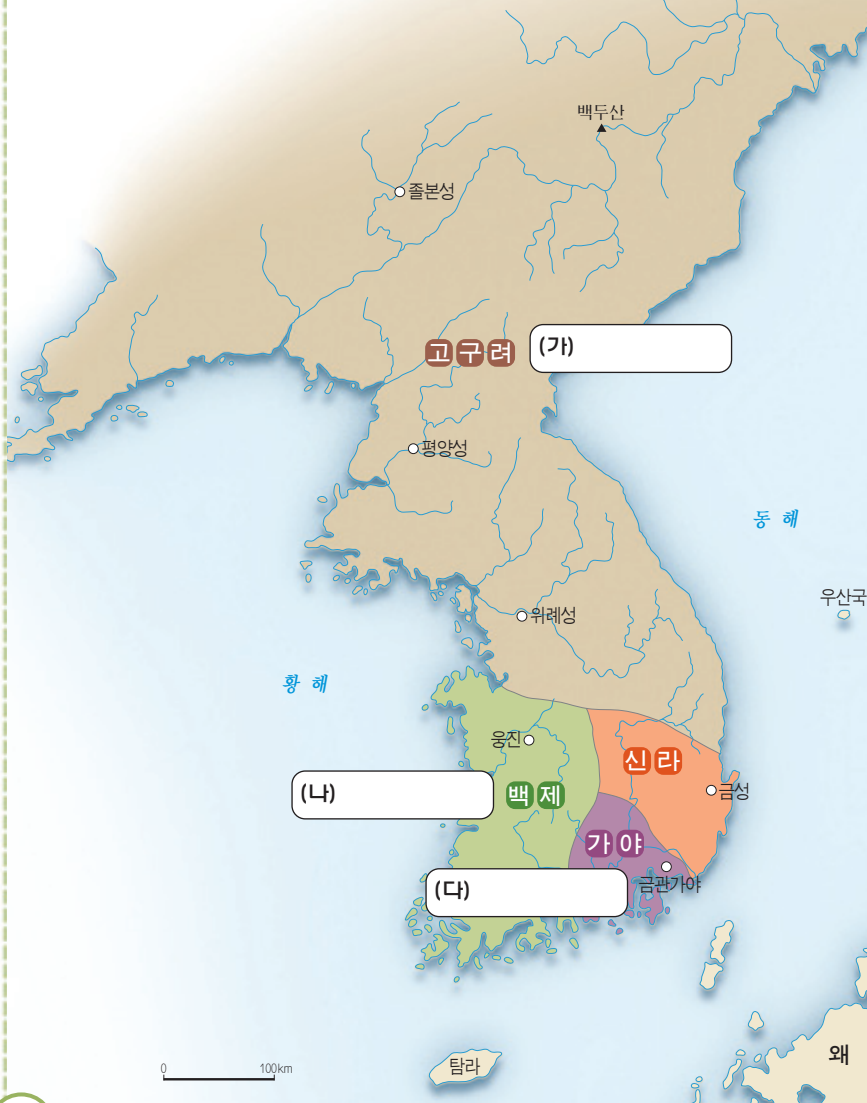 백두산
졸본성
고구려
(가)
평양성
동해
우산국
위례성
황해
웅진
신라
금성
(나)
백제
가야
(다)
금관가야
왜
탐라
0 100km